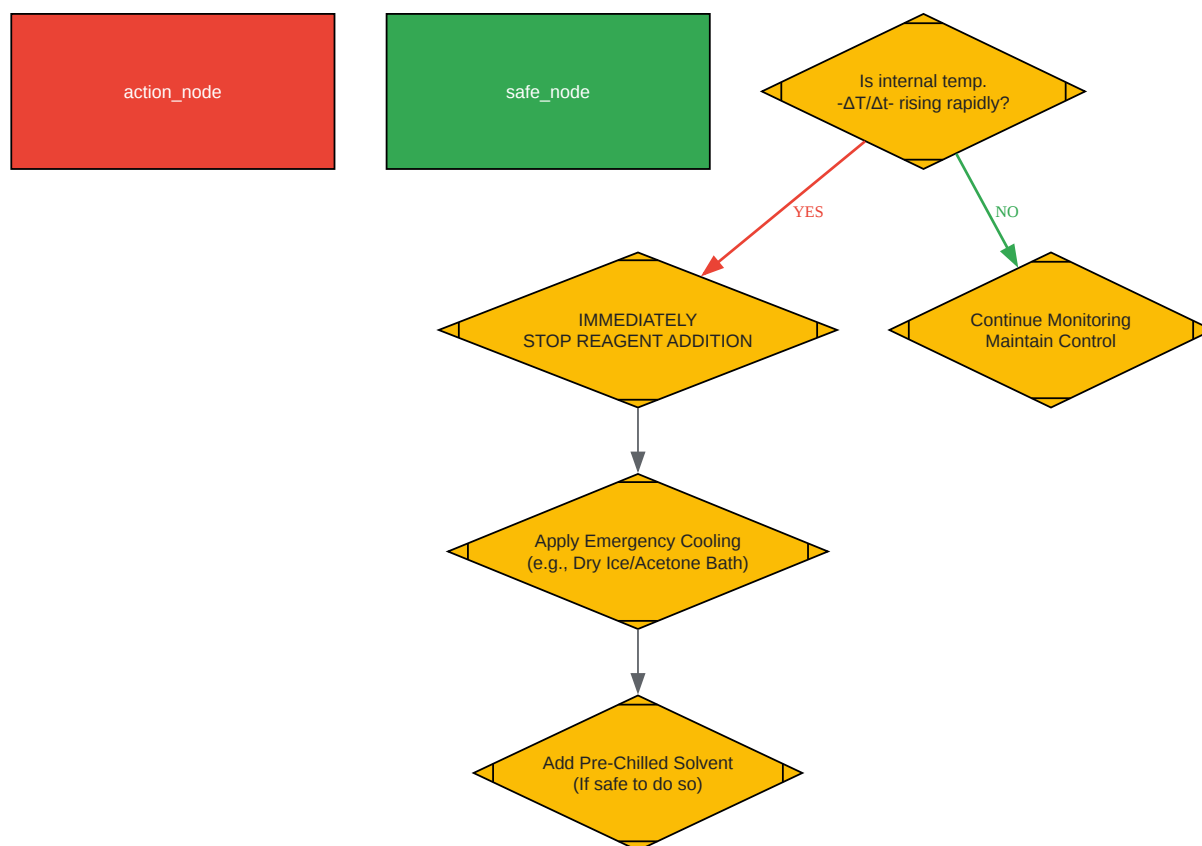 action_node
safe_node
Is internal temp.
-ΔT/Δt- rising rapidly?
YES
NO
IMMEDIATELY
STOP REAGENT ADDITION
Continue Monitoring
Maintain Control
Apply Emergency Cooling
(e.g., Dry Ice/Acetone Bath)
Add Pre-Chilled Solvent
(If safe to do so)